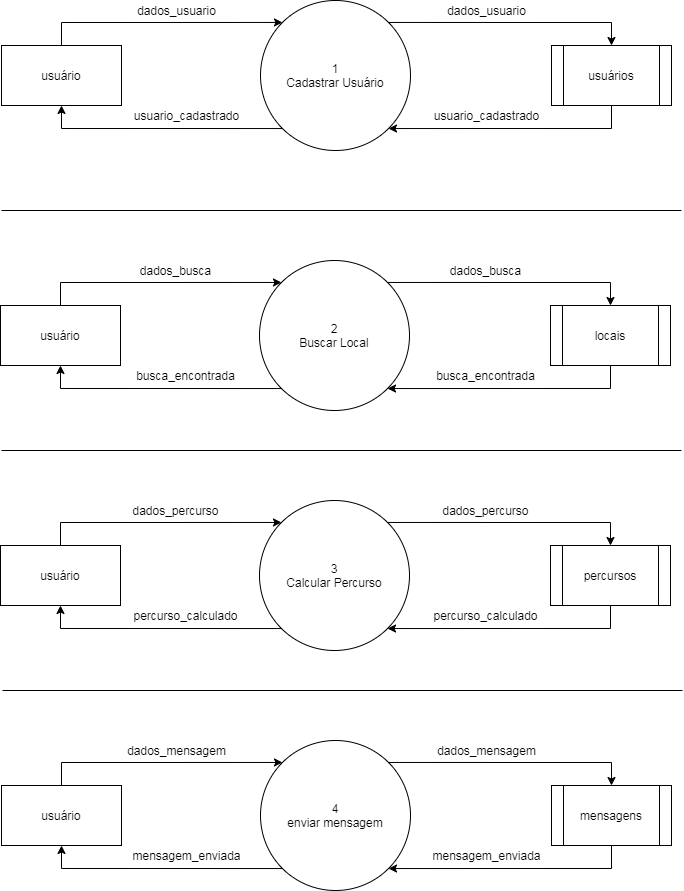 dados_usuario
dados_usuario
usuário
1
Cadastrar Usuário
usuários
usuario_cadastrado
usuario_cadastrado
dados_busca
dados_busca
usuário
2
Buscar Local
locais
busca_encontrada
busca_encontrada
dados_percurso
dados_percurso
usuário
3
Calcular Percurso
percursos
percurso_calculado
percurso_calculado
dados_mensagem
dados_mensagem
usuário
4
enviar mensagem
mensagens
mensagem_enviada
mensagem_enviada